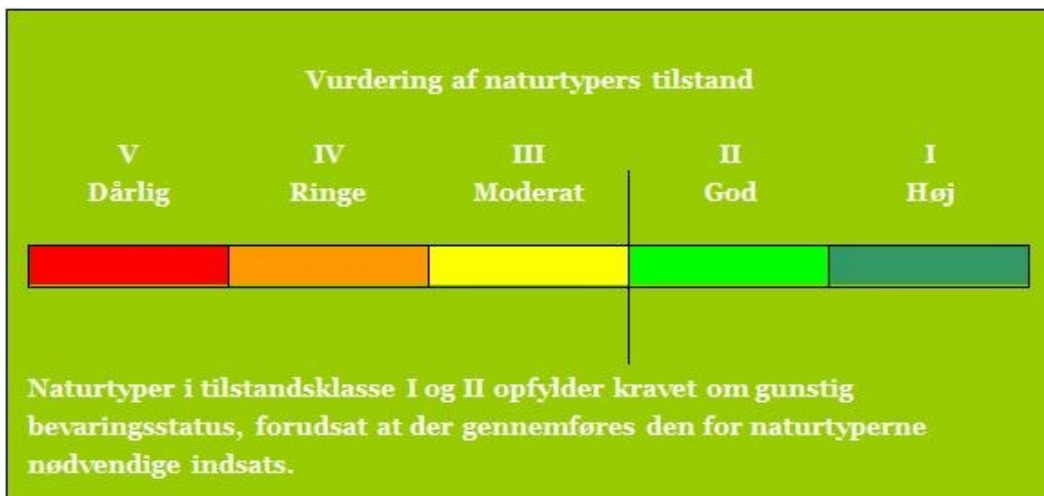 Vurdering af naturtypers tilstand
V IV III II I
Dårlig Ringe Moderat God Høj
Naturtyper i tilstandsklasse I og II opfylder kravet om gunstig
bevaringsstatus, forudsat at der gennemføres den for naturtyperne
nødvendige indsats.